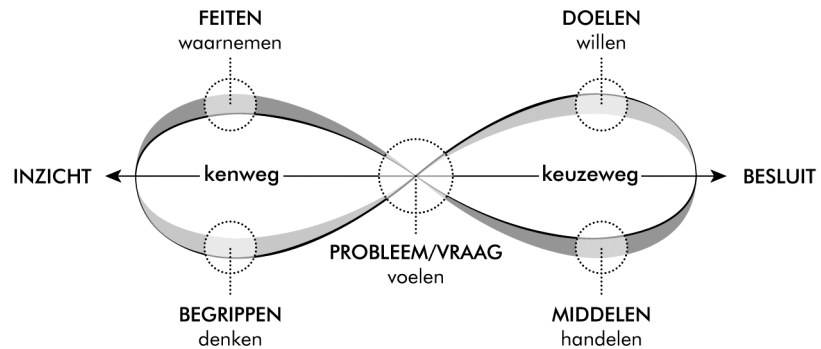 FEITEN
waarnemen
DOELEN
willen
INZICHT
kenweg
keuzeweg
BESLUIT
PROBLEEM/VRAAG
voelen
BEGRIPPEN
denken
MIDDELEN
handelen